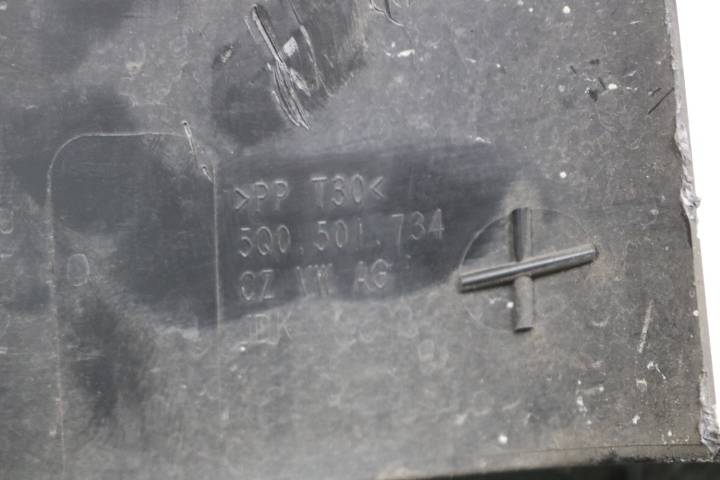 >PP T30<
5Q0.501.734
CZ VW AG